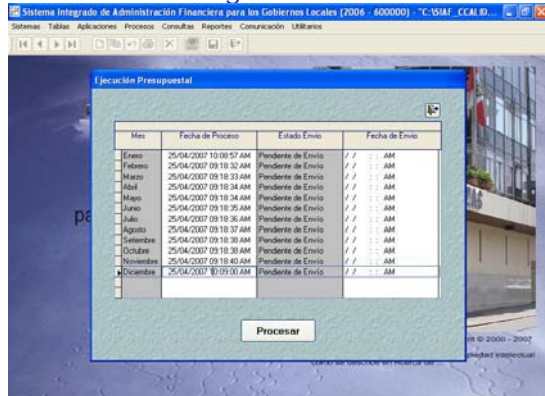 Sistema Integrado de Administración Financiera para los Gobiernos Locales (2006 - 600000) - "C:\SIAF_CCALID...
Sistemas Tablas Aplicaciones Procesos Consultas Reportes Comunicación Utilitarios
Ejecución Presupuestal
Mes Fecha de Proceso Estado Envio Fecha de Envio
Enero 25/04/2007 10:08:57 AM Pendiente de Envío / / : : AM
Febrero 25/04/2007 09:18:32 AM Pendiente de Envío / / : : AM
Marzo 25/04/2007 09:18:33 AM Pendiente de Envío / / : : AM
Abril 25/04/2007 09:18:34 AM Pendiente de Envío / / : : AM
Mayo 25/04/2007 09:18:34 AM Pendiente de Envío / / : : AM
Junio 25/04/2007 09:18:35 AM Pendiente de Envío / / : : AM
Julio 25/04/2007 09:18:36 AM Pendiente de Envío / / : : AM
Agosto 25/04/2007 09:18:37 AM Pendiente de Envío / / : : AM
Setiembre 25/04/2007 09:18:38 AM Pendiente de Envío / / : : AM
Octubre 25/04/2007 09:18:38 AM Pendiente de Envío / / : : AM
Noviembre 25/04/2007 09:18:40 AM Pendiente de Envío / / : : AM
Diciembre 25/04/2007 10:09:00 AM Pendiente de Envío / / : : AM
pa
AS
Procesar
© 2000 - 2007
piedad intelectual